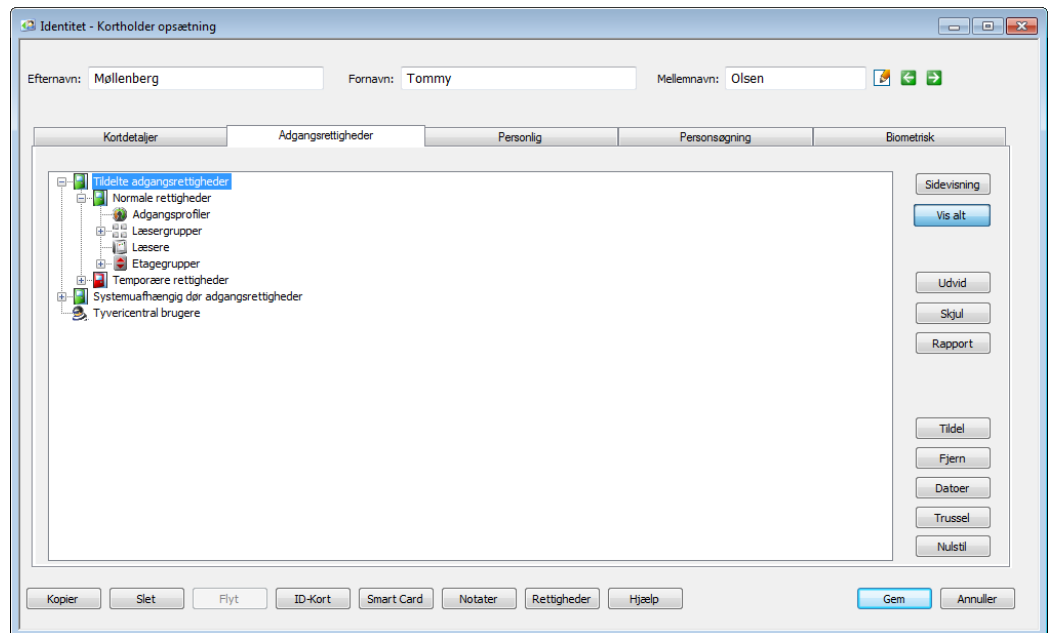 Identitet - Kortholder opsætning
Efternavn: Møllenberg Fornavn: Tommy Mellemnavn: Olsen
Kortdetaljer Adgangsrettigheder Personlig Personsøgning Biometrisk
Tildelte adgangsrettigheder
Normale rettigheder
Adgangsprofiler
Læsergrupper
Læsere
Etagegrupper
Temporære rettigheder
Systemuafhængig dør adgangsrettigheder
Tyvericentral brugere
Sidevisning
Vis alt
Udvid
Skjul
Rapport
Tildel
Fjern
Datoer
Trussel
Nulstil
Kopier Slet Flyt ID-Kort Smart Card Notater Rettigheder Hjælp Gem Annuller